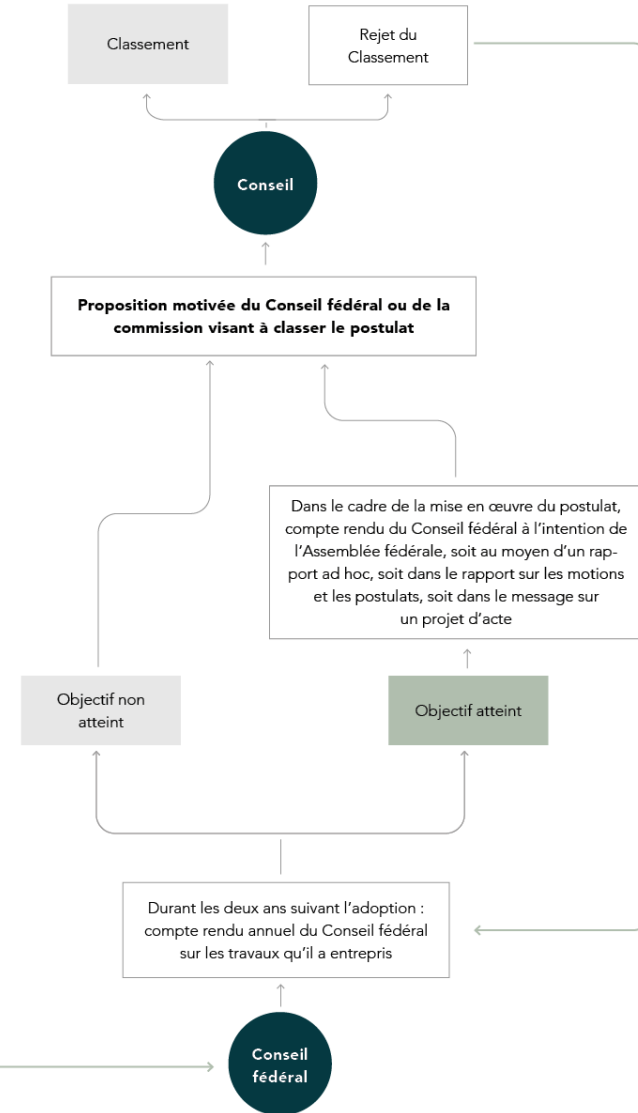 Classement
Rejet du
Classement
Conseil
Proposition motivée du Conseil fédéral ou de la
commission visant à classer le postulat
Dans le cadre de la mise en œuvre du postulat,
compte rendu du Conseil fédéral à l’intention de
l’Assemblée fédérale, soit au moyen d’un rap-
port ad hoc, soit dans le rapport sur les motions
et les postulats, soit dans le message sur
un projet d’acte
Objectif non
atteint
Objectif atteint
Durant les deux ans suivant l’adoption :
compte rendu annuel du Conseil fédéral
sur les travaux qu’il a entrepris
Conseil
fédéral